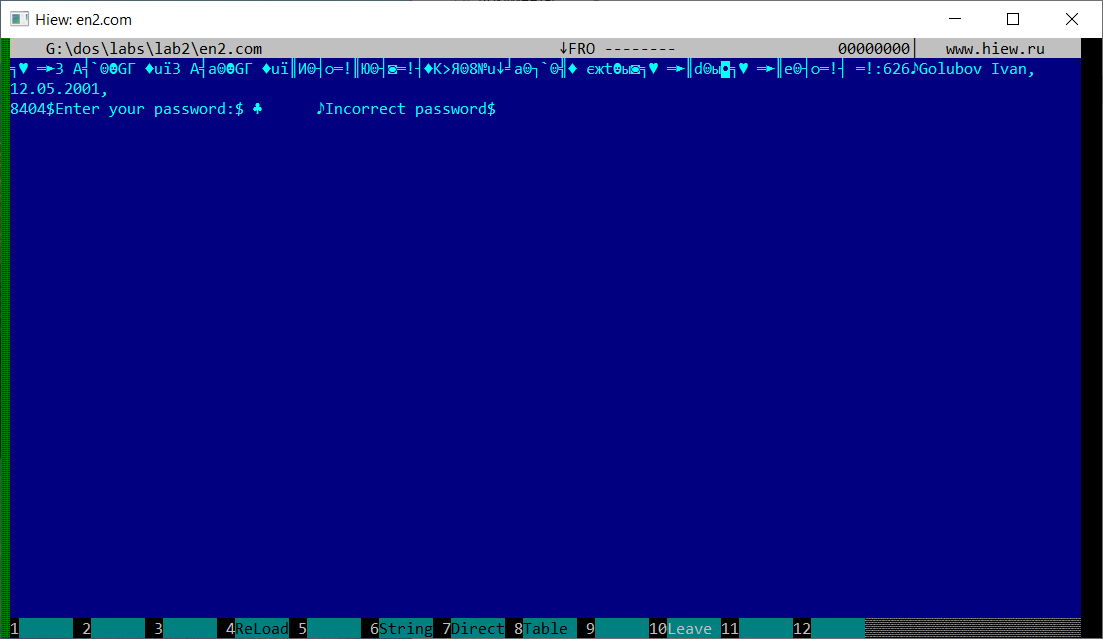 Hiew: en2.com
G:\dos\labs\lab2\en2.com ↓FRO -------- 00000000 www.hiew.ru
:626♪Golubov Ivan,
12.05.2001,
8404$Enter your password:$ ♣ ♪Incorrect password$
1 2 3 4ReLoad 5 6String 7Direct 8Table 9 10Leave 11 12